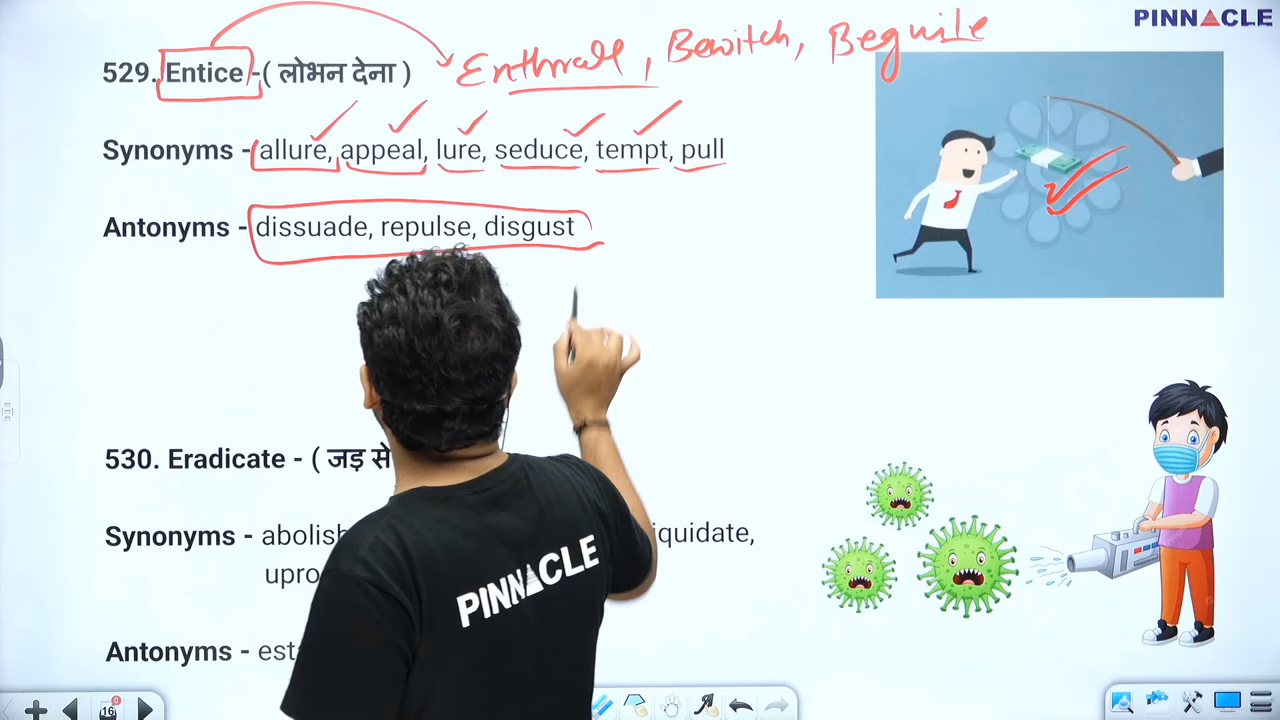 PINNACLE
529. Entice - ( लोभन देना ) Enthrall, Bewitch, Beguile
Synonyms - allure, appeal, lure, seduce, tempt, pull
Antonyms - dissuade, repulse, disgust
530. Eradicate - ( जड़ से
Synonyms - abolish iquidate,
upro
Antonyms - est
PINNACLE
16
0